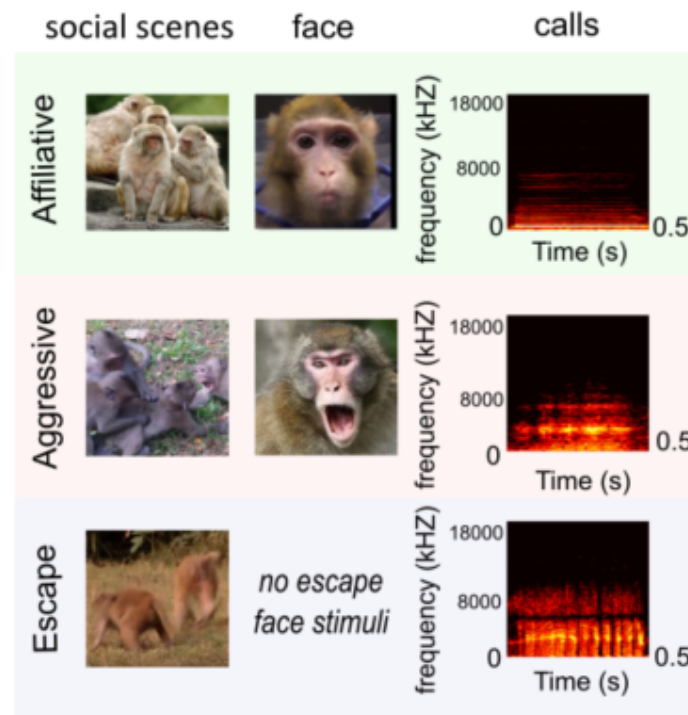 social scenes
face
calls
Affiliative
frequency (kHZ)
18000
8000
0
0.5
Time (s)
Aggressive
frequency (kHZ)
18000
8000
0
0.5
Time (s)
Escape
no escape
face stimuli
frequency (kHZ)
18000
8000
0
0.5
Time (s)